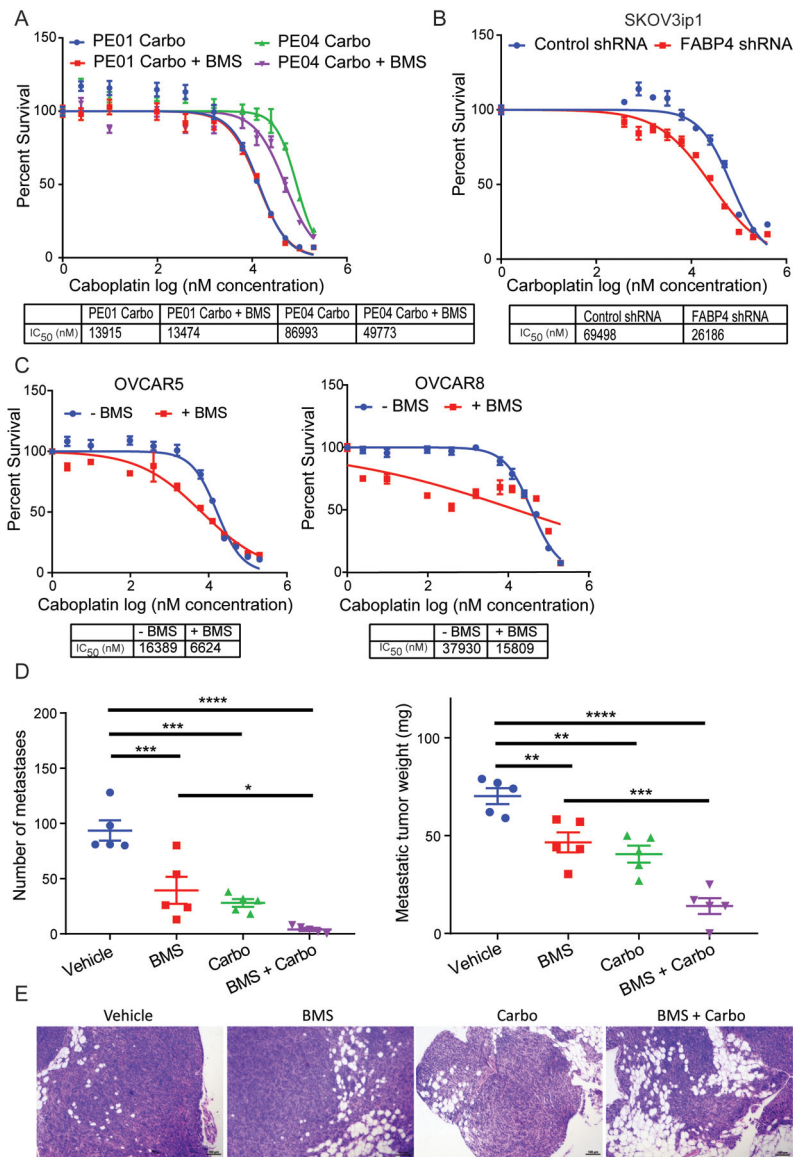 A
PE01 Carbo
PE04 Carbo
PE01 Carbo + BMS
PE04 Carbo + BMS
Percent Survival
150
100
50
0
0
2
4
6
Caboplatin log (nM concentration)
PE01 Carbo
PE01 Carbo + BMS
PE04 Carbo
PE04 Carbo + BMS
IC50 (nM)
13915
13474
86993
49773
B
SKOV3ip1
Control shRNA
FABP4 shRNA
Percent Survival
150
100
50
0
0
2
4
6
Caboplatin log (nM concentration)
Control shRNA
FABP4 shRNA
IC50 (nM)
69498
26186
C
OVCAR5
- BMS
+ BMS
Percent Survival
150
100
50
0
0
2
4
6
Caboplatin log (nM concentration)
- BMS
+ BMS
IC50 (nM)
16389
6624
OVCAR8
- BMS
+ BMS
Percent Survival
150
100
50
0
0
2
4
6
Caboplatin log (nM concentration)
- BMS
+ BMS
IC50 (nM)
37930
15809
D
Number of metastases
200
150
100
50
0
****
***
***
*
Vehicle
BMS
Carbo
BMS + Carbo
Metastatic tumor weight (mg)
100
50
0
****
**
**
***
Vehicle
BMS
Carbo
BMS + Carbo
E
Vehicle
BMS
Carbo
BMS + Carbo